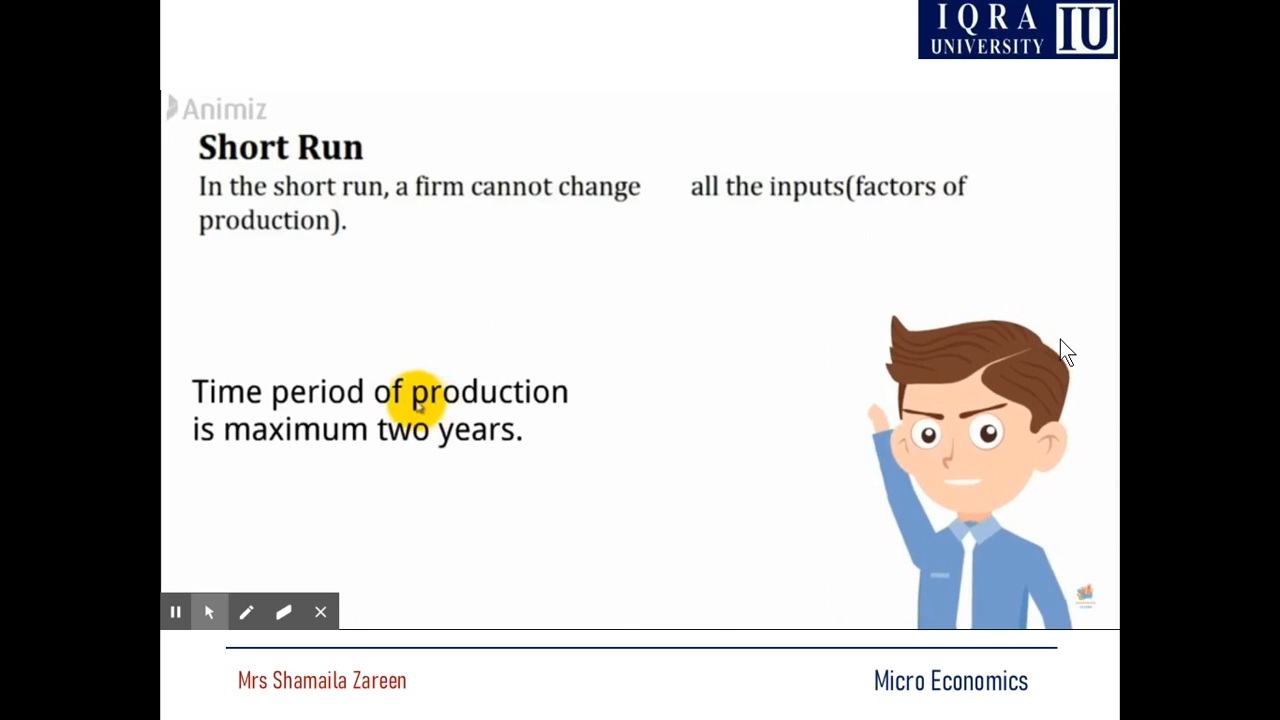 IQRA
UNIVERSITY IU
Animiz
Short Run
In the short run, a firm cannot change all the inputs(factors of
production).
Time period of production
is maximum two years.
Mrs Shamaila Zareen
Micro Economics